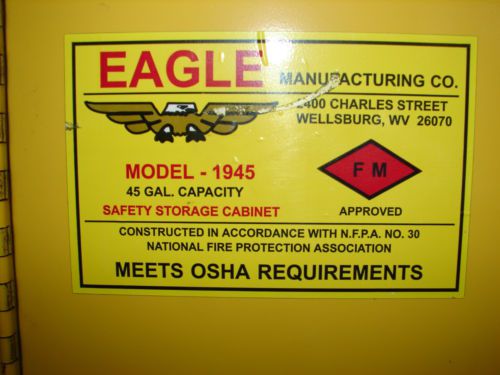 EAGLE MANUFACTURING CO.
2400 CHARLES STREET
WELLSBURG, WV 26070
MODEL - 1945
45 GAL. CAPACITY
SAFETY STORAGE CABINET
F M
APPROVED
CONSTRUCTED IN ACCORDANCE WITH N.F.P.A. NO. 30
NATIONAL FIRE PROTECTION ASSOCIATION
MEETS OSHA REQUIREMENTS